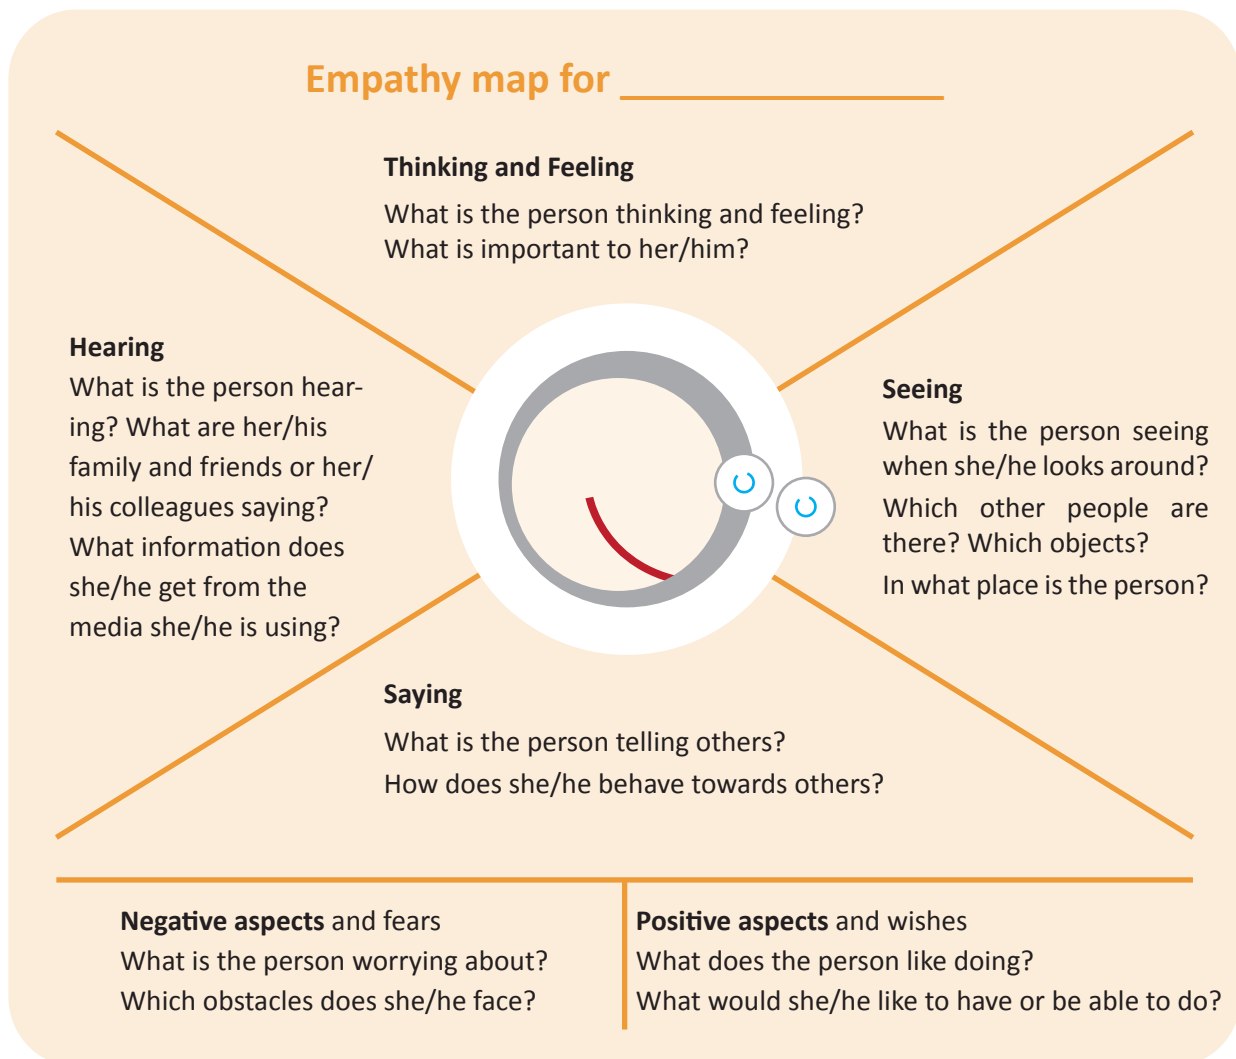 Empathy map for
Thinking and Feeling
What is the person thinking and feeling?
What is important to her/him?
Hearing
What is the person hear-
ing? What are her/his
family and friends or her/
his colleagues saying?
What information does
she/he get from the
media she/he is using?
Seeing
What is the person seeing
when she/he looks around?
Which other people are
there? Which objects?
In what place is the person?
Saying
What is the person telling others?
How does she/he behave towards others?
Negative aspects and fears
What is the person worrying about?
Which obstacles does she/he face?
Positive aspects and wishes
What does the person like doing?
What would she/he like to have or be able to do?